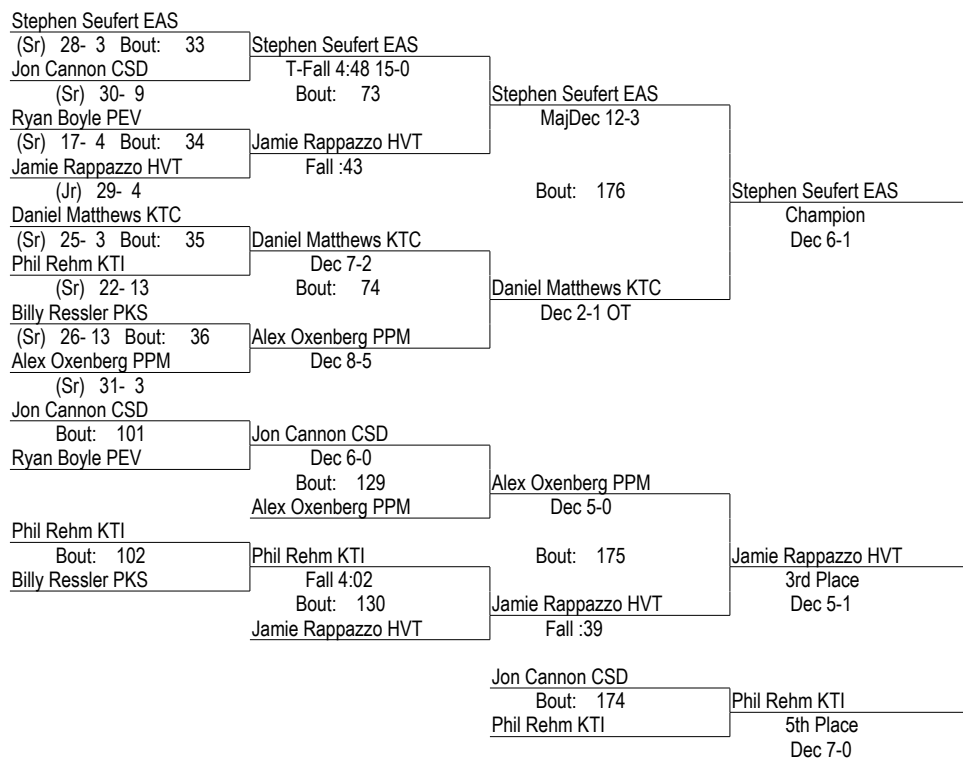 Stephen Seufert EAS
(Sr) 28- 3 Bout: 33 Stephen Seufert EAS
Jon Cannon CSD T-Fall 4:48 15-0
(Sr) 30- 9 Bout: 73 Stephen Seufert EAS
Ryan Boyle PEV MajDec 12-3
(Sr) 17- 4 Bout: 34 Jamie Rappazzo HVT
Jamie Rappazzo HVT Fall :43
(Jr) 29- 4 Bout: 176 Stephen Seufert EAS
Daniel Matthews KTC Champion
(Sr) 25- 3 Bout: 35 Daniel Matthews KTC Dec 6-1
Phil Rehm KTI Dec 7-2
(Sr) 22- 13 Bout: 74 Daniel Matthews KTC
Billy Ressler PKS Dec 2-1 OT
(Sr) 26- 13 Bout: 36 Alex Oxenberg PPM
Alex Oxenberg PPM Dec 8-5
(Sr) 31- 3
Jon Cannon CSD
Bout: 101 Jon Cannon CSD
Ryan Boyle PEV Dec 6-0
Bout: 129 Alex Oxenberg PPM
Alex Oxenberg PPM Dec 5-0
Phil Rehm KTI
Bout: 102 Phil Rehm KTI Bout: 175 Jamie Rappazzo HVT
Billy Ressler PKS Fall 4:02 3rd Place
Bout: 130 Jamie Rappazzo HVT Dec 5-1
Jamie Rappazzo HVT Fall :39
Jon Cannon CSD
Bout: 174 Phil Rehm KTI
Phil Rehm KTI 5th Place
Dec 7-0